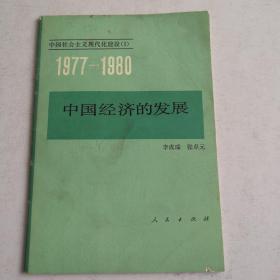 中国社会主义现代化建设(1)
1977—1980
中国经济的发展
李成瑞 张卓元
人民出版社